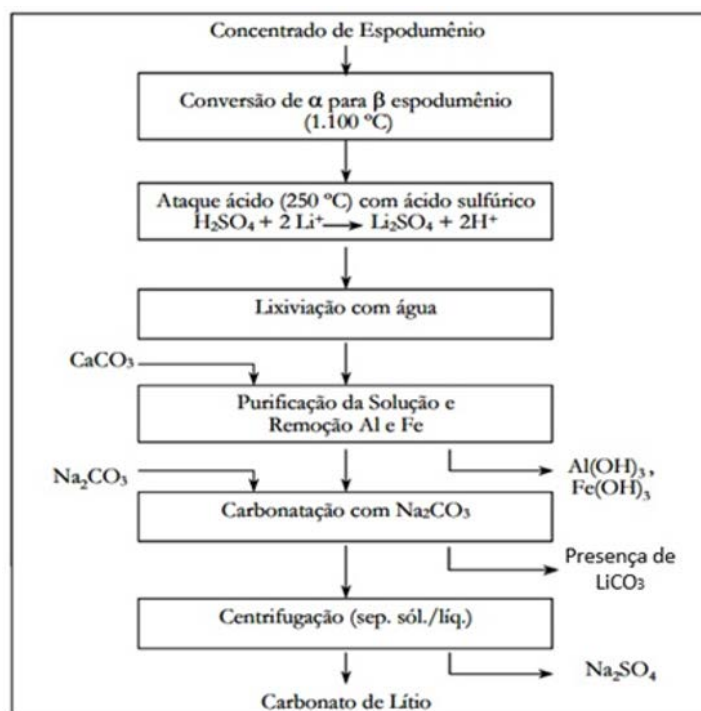 Concentrado de Espodumênio
Conversão de α para β espodumênio
(1.100 ºC)
Ataque ácido (250 ºC) com ácido sulfúrico
H₂SO₄ + 2 Li⁺ → Li₂SO₄ + 2H⁺
Lixiviação com água
CaCO₃
Purificação da Solução e
Remoção Al e Fe
Al(OH)₃,
Fe(OH)₃
Na₂CO₃
Carbonatação com Na₂CO₃
Presença de
LiCO₃
Centrifugação (sep. sól./líq.)
Na₂SO₄
Carbonato de Lítio